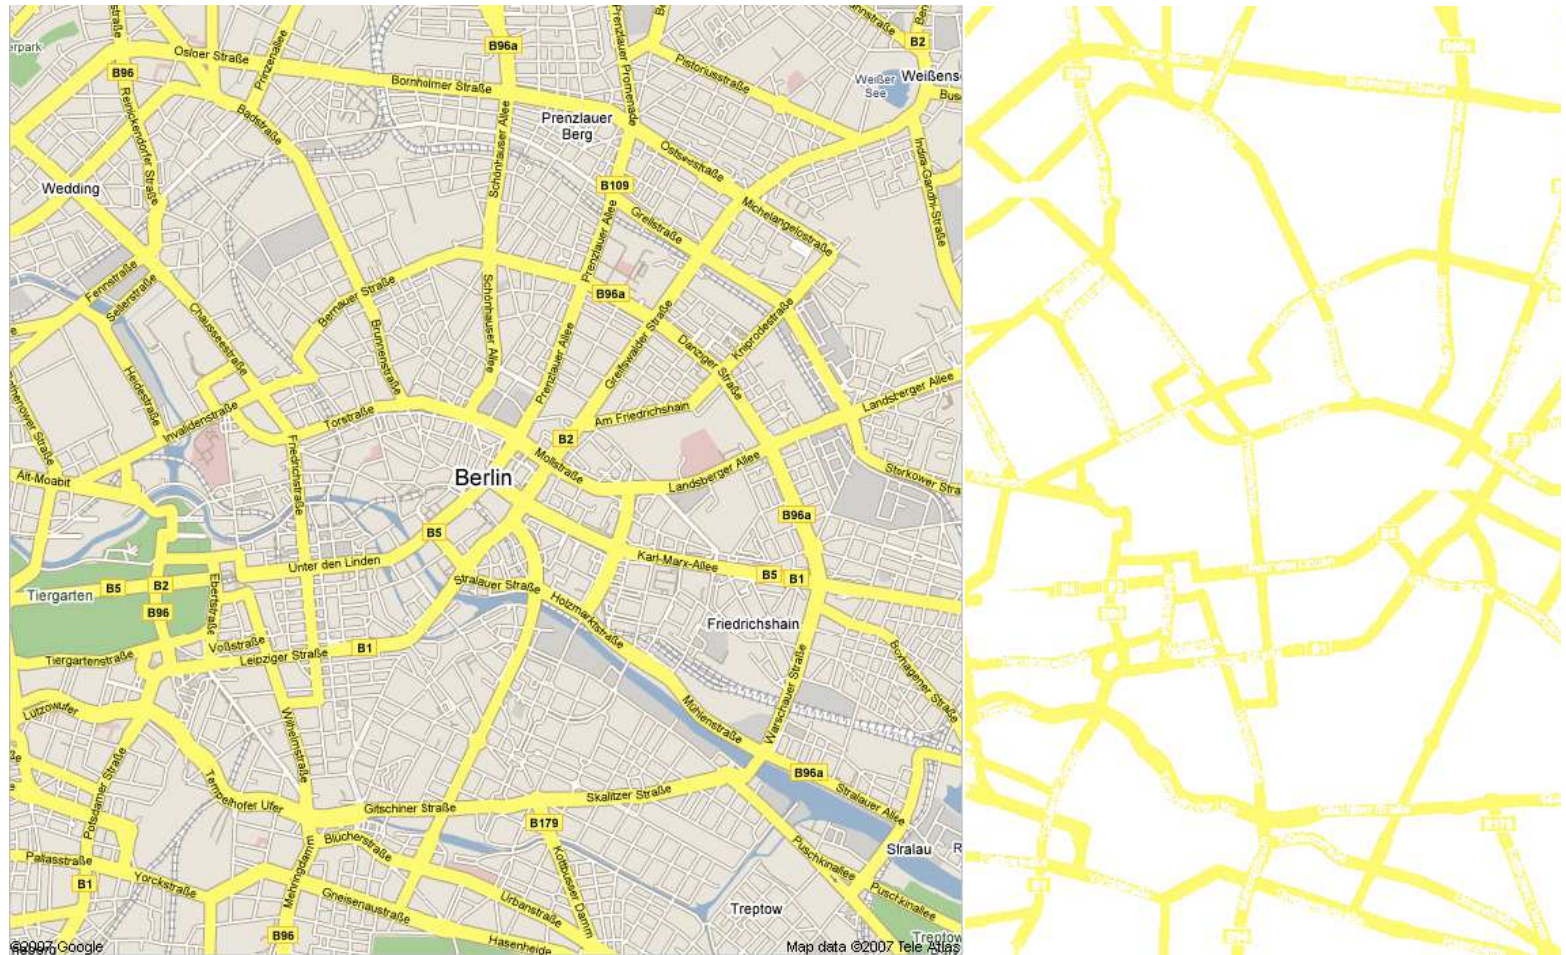 B96a
B2
Osloer Straße
Prinzenallee
B96
Bornholmer Straße
Prenzlauer Promenade
Pistoriusstraße
Weißer
See
Reinickendorfer Straße
Badstraße
Schönhauser Allee
Prenzlauer
Berg
Ostseestraße
Indira-Gandhi-Straße
Wedding
B109
Michelangelostraße
Grellstraße
Prenzlauer Allee
Fennstraße
Sellerstraße
Bernauer Straße
Chausseestraße
Brunnenstraße
Schönhauser Allee
B96a
Greifswalder Straße
Danziger Straße
Kniprodestraße
Prenzlauer Allee
Heidestraße
Invalidenstraße
Torstraße
Am Friedrichshain
Landsberger Allee
B2
Friedrichstraße
Mollstraße
Landsberger Allee
Berlin
Alt-Moabit
B96a
B5
Unter den Linden
Karl-Marx-Allee
B5
B1
B5
B2
Tiergarten
B96
Ebertstraße
Stralauer Straße
Holzmarktstraße
Friedrichshain
Voßstraße
Tiergartenstraße
Leipziger Straße
B1
Boxhagener Straße
Warschauer Straße
Lützowufer
Wilhelmstraße
Mühlenstraße
Potsdamer Straße
Tempelhofer Ufer
B96a
Stralauer Allee
Gitschiner Straße
Skalitzer Straße
B179
Blücherstraße
Puschkinallee
Stralau
Pallasstraße
B1
Yorckstraße
Mehringdamm
Gneisenaustraße
Urbanstraße
Kottbusser Damm
Puschkinallee
Treptow
B96
Hasenheide
©2007 Google
Map data ©2007 Tele Atlas